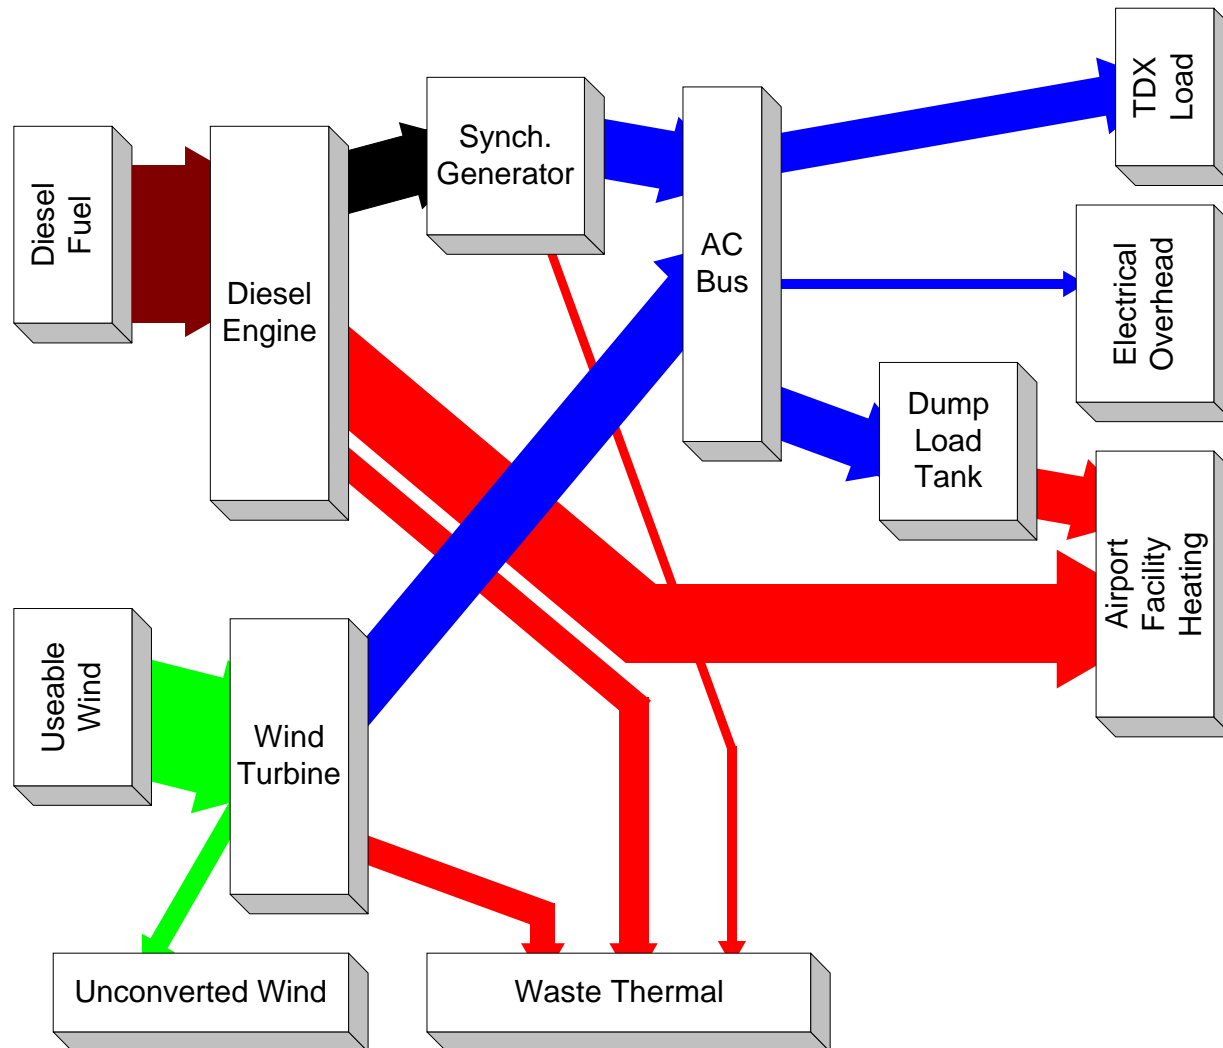 TDX
Load
Synch.
Generator
Diesel
Fuel
Diesel
Engine
AC
Bus
Electrical
Overhead
Dump
Load
Tank
Airport
Facility
Heating
Useable
Wind
Wind
Turbine
Unconverted Wind
Waste Thermal